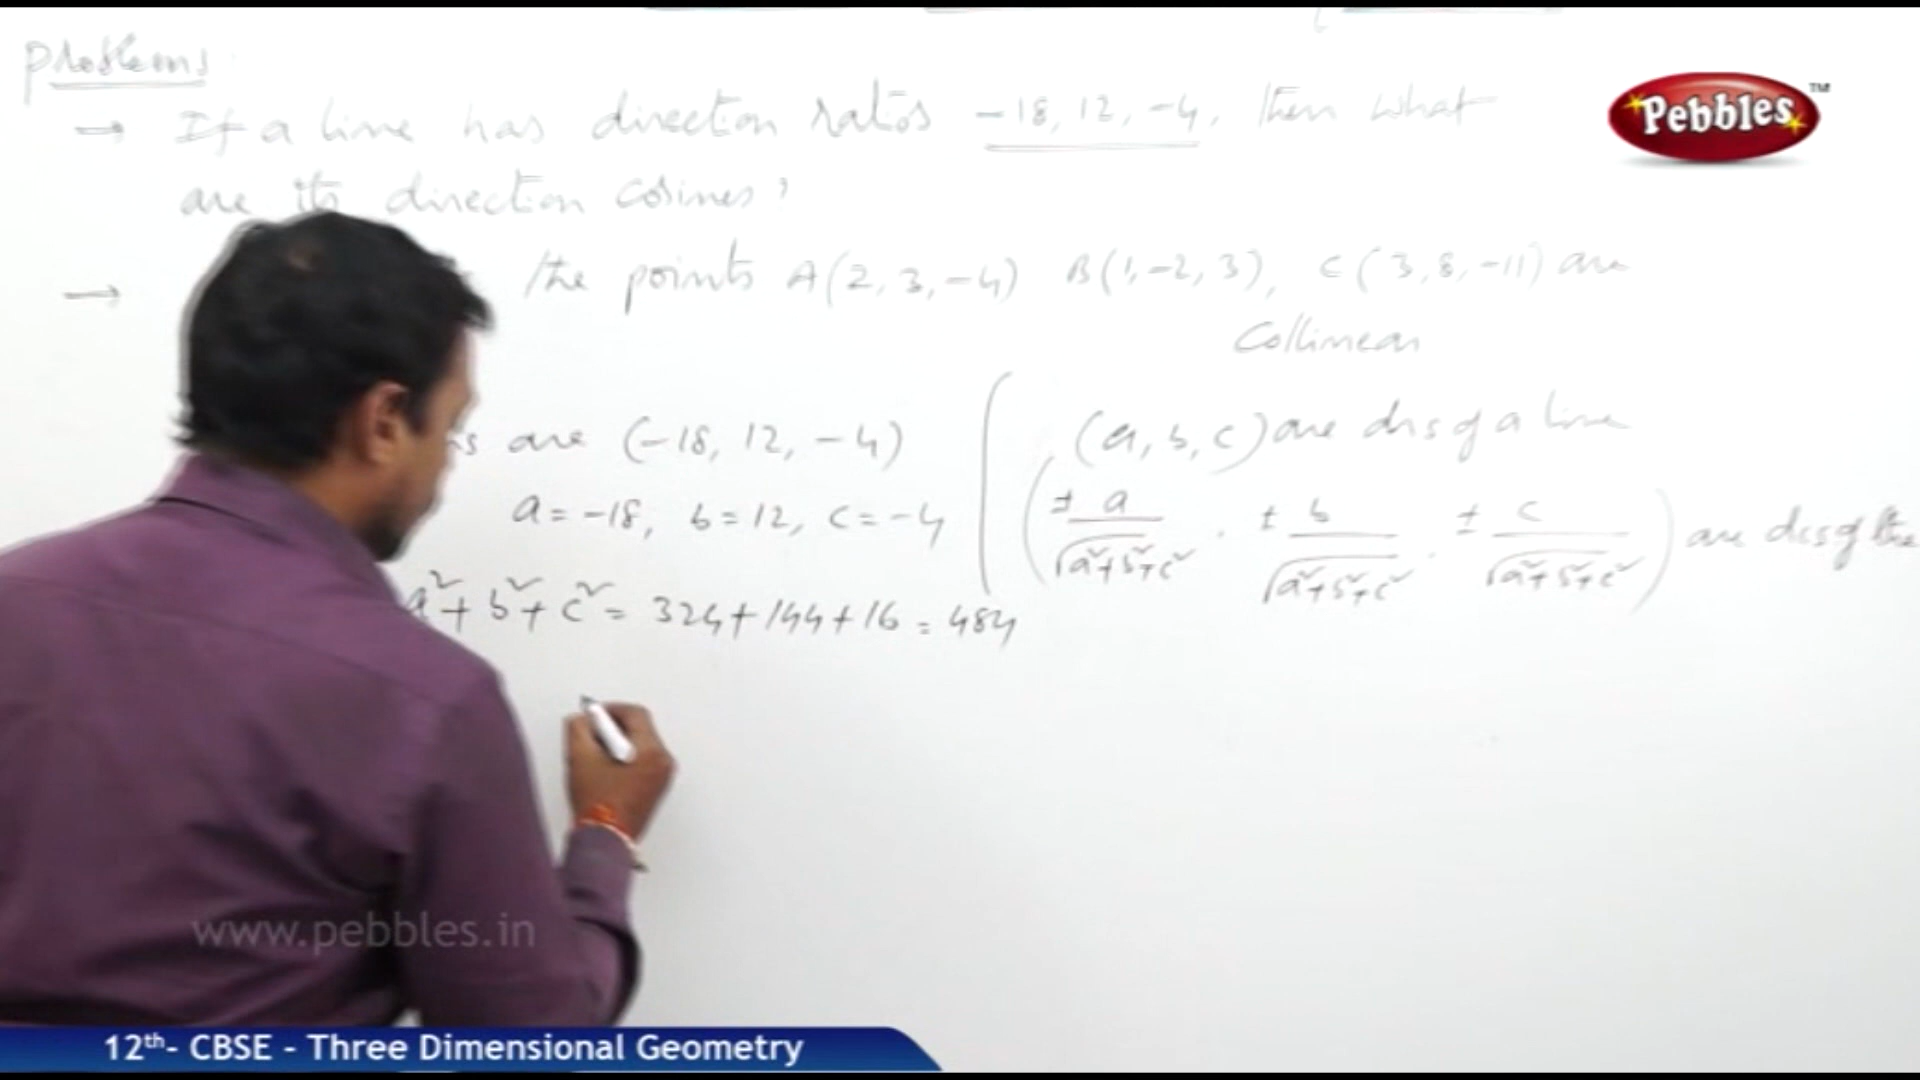 Problems
Pebbles™
→ If a line has direction ratios -18, 12, -4, then what
are its direction cosines?
→ the points A(2, 3, -4) B(1, -2, 3), C(3, 8, -11) are
Collinear
s are (-18, 12, -4)
a = -18, b = 12, c = -4
a²+ b²+ c² = 324 + 144 + 16 = 484
(a, b, c) are drs of a line
(± a/√a²+b²+c², ± b/√a²+b²+c², ± c/√a²+b²+c²) are dcs of the
www.pebbles.in
12th- CBSE - Three Dimensional Geometry